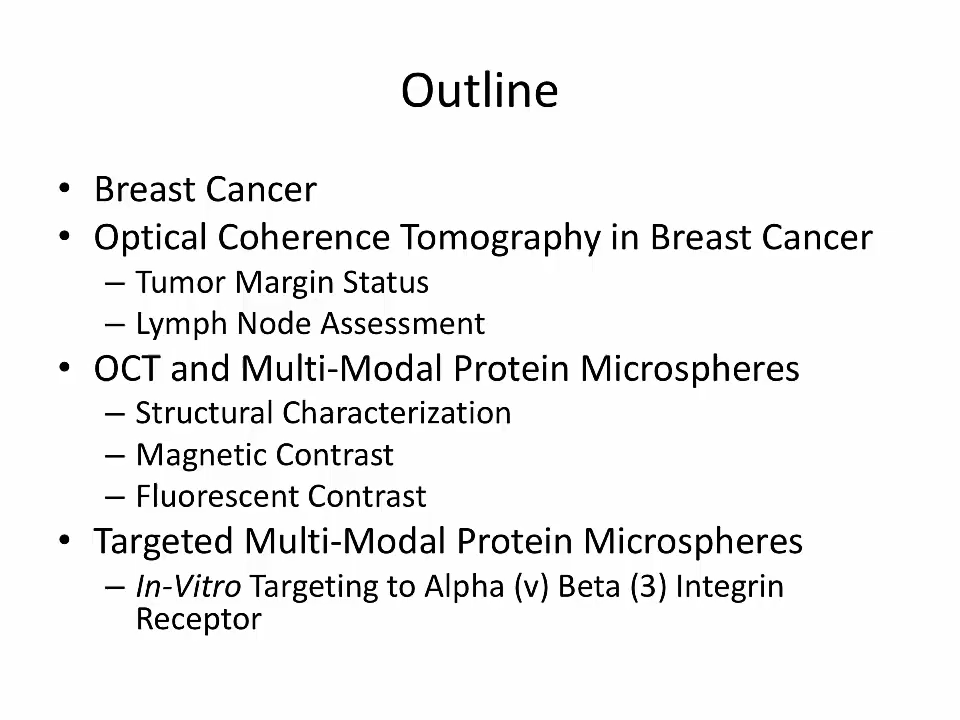 Outline
• Breast Cancer
• Optical Coherence Tomography in Breast Cancer
– Tumor Margin Status
– Lymph Node Assessment
• OCT and Multi-Modal Protein Microspheres
– Structural Characterization
– Magnetic Contrast
– Fluorescent Contrast
• Targeted Multi-Modal Protein Microspheres
– In-Vitro Targeting to Alpha (v) Beta (3) Integrin
Receptor